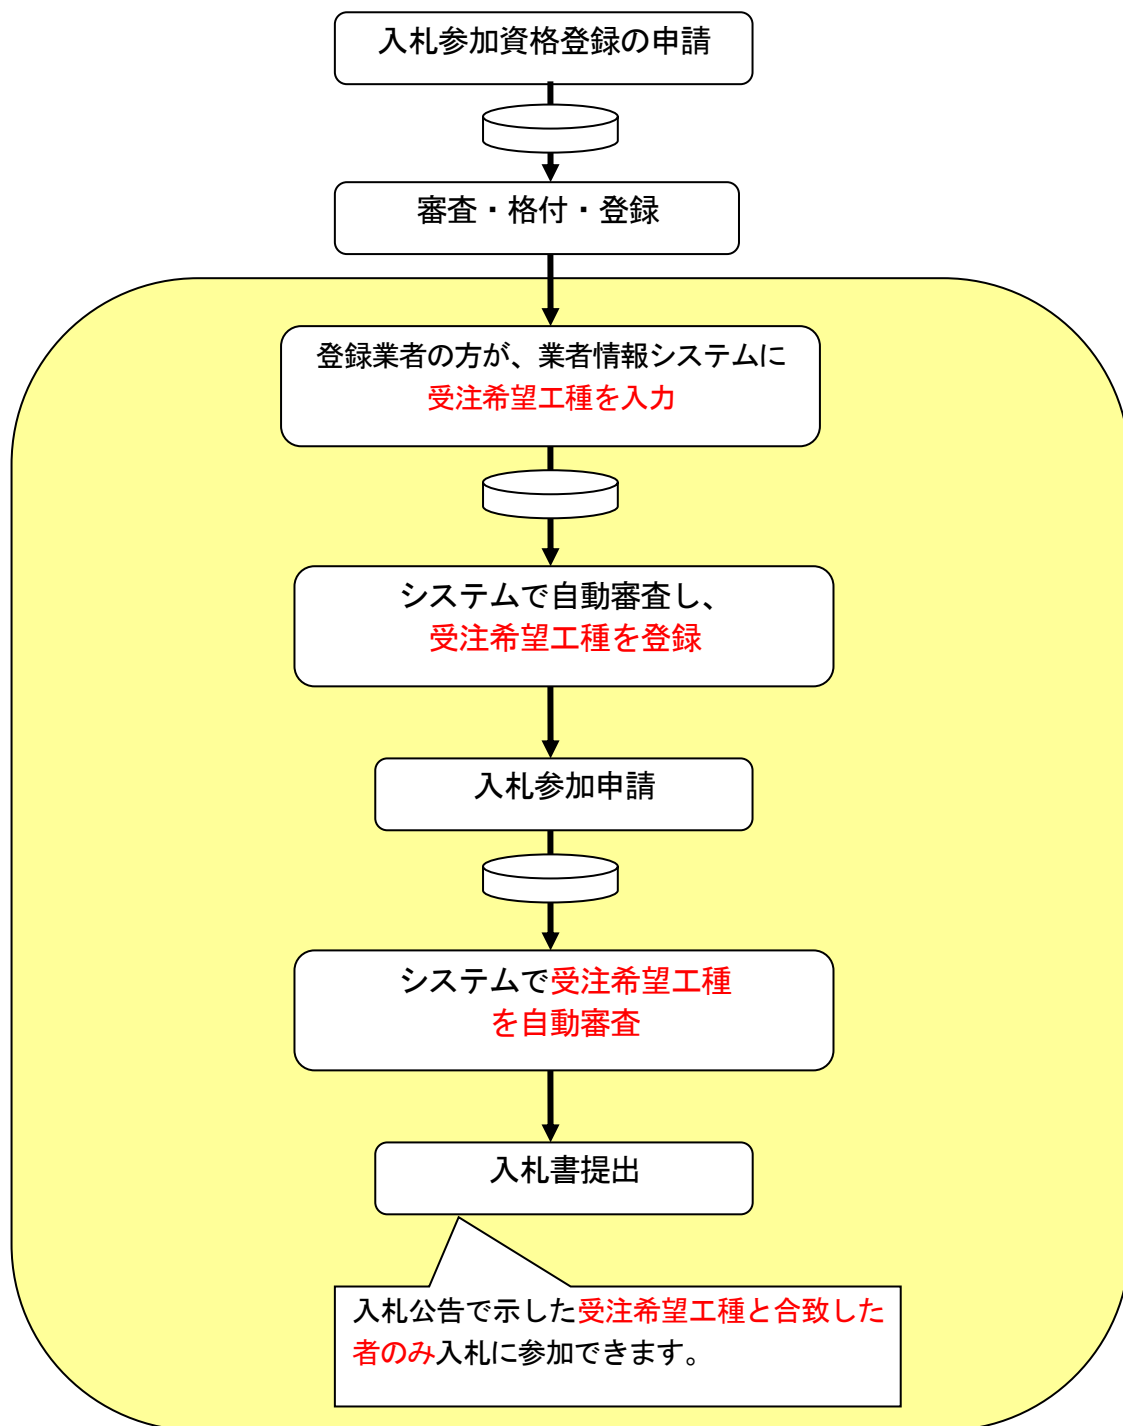 入札参加資格登録の申請
審査・格付・登録
登録業者の方が、業者情報システムに
受注希望工種を入力
システムで自動審査し、
受注希望工種を登録
入札参加申請
システムで受注希望工種
を自動審査
入札書提出
入札公告で示した受注希望工種と合致した
者のみ入札に参加できます。